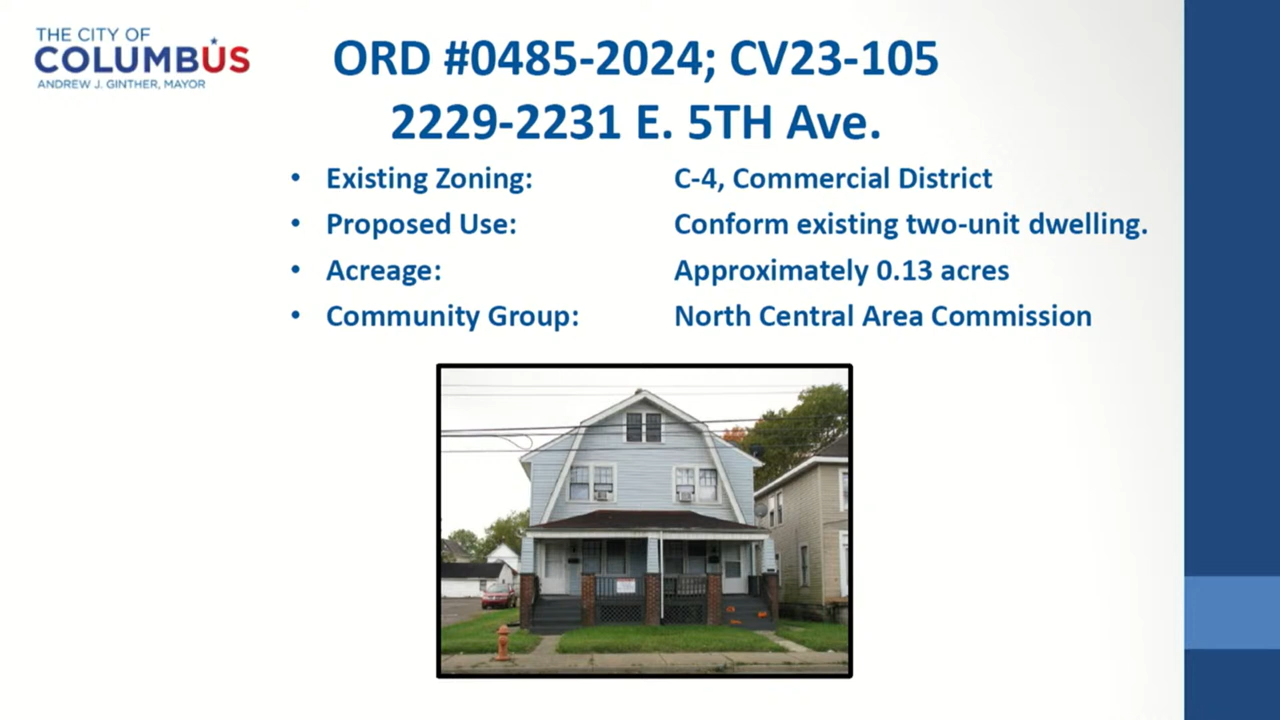 THE CITY OF
COLUMBUS
ANDREW J. GINTHER, MAYOR
ORD #0485-2024; CV23-105
2229-2231 E. 5TH Ave.
• Existing Zoning: C-4, Commercial District
• Proposed Use: Conform existing two-unit dwelling.
• Acreage: Approximately 0.13 acres
• Community Group: North Central Area Commission